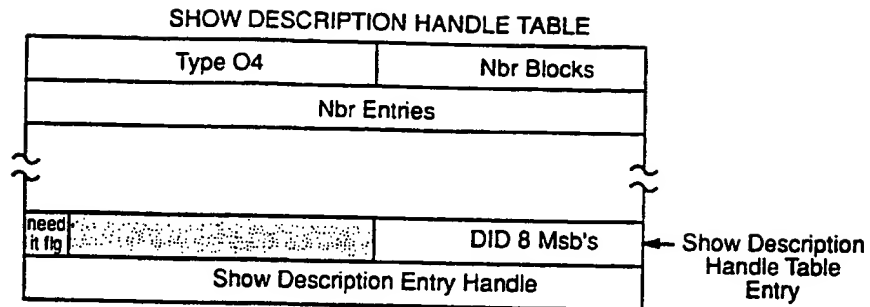 SHOW DESCRIPTION HANDLE TABLE
Type O4
Nbr Blocks
Nbr Entries
need
it flg
DID 8 Msb's
Show Description Entry Handle
Show Description
Handle Table
Entry